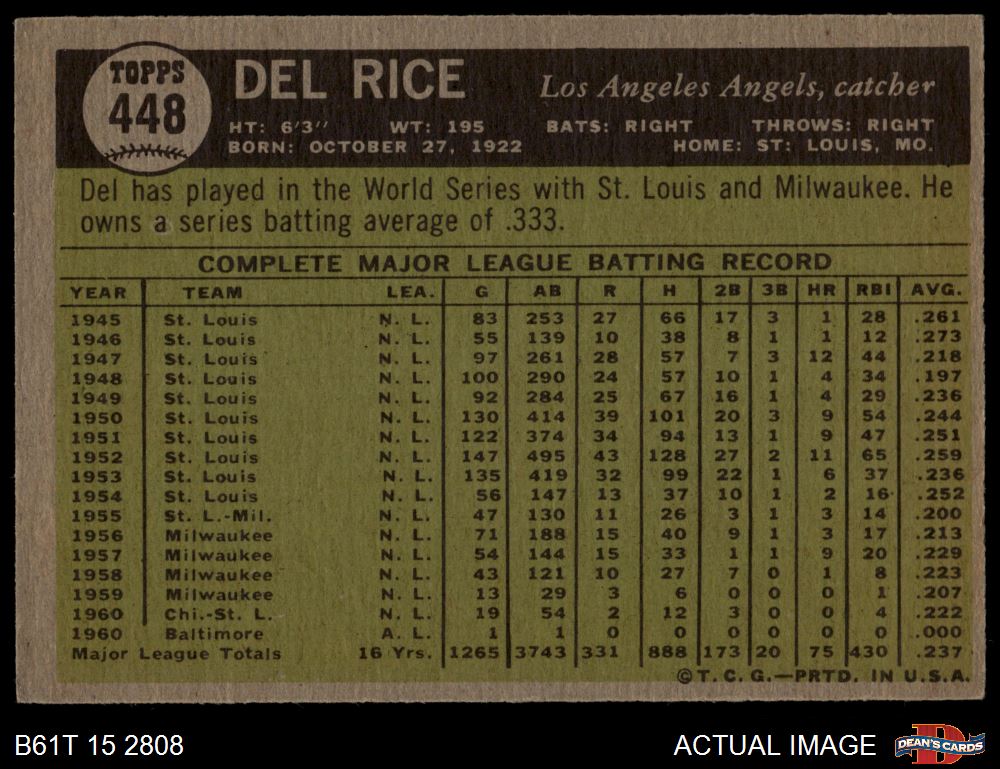 TOPPS
448
DEL RICE
Los Angeles Angels, catcher
HT: 6'3" WT: 195 BATS: RIGHT THROWS: RIGHT
BORN: OCTOBER 27, 1922 HOME: ST: LOUIS, MO.
Del has played in the World Series with St. Louis and Milwaukee. He
owns a series batting average of .333.
COMPLETE MAJOR LEAGUE BATTING RECORD
YEAR TEAM LEA. G AB R H 2B 3B HR RBI AVG.
1945 St. Louis N. L. 83 253 27 66 17 3 1 28 .261
1946 St. Louis N. L. 55 139 10 38 8 1 1 12 .273
1947 St. Louis N. L. 97 261 28 57 7 3 12 44 .218
1948 St. Louis N. L. 100 290 24 57 10 1 4 34 .197
1949 St. Louis N. L. 92 284 25 67 16 1 4 29 .236
1950 St. Louis N. L. 130 414 39 101 20 3 9 54 .244
1951 St. Louis N. L. 122 374 34 94 13 1 9 47 .251
1952 St. Louis N. L. 147 495 43 128 27 2 11 65 .259
1953 St. Louis N. L. 135 419 32 99 22 1 6 37 .236
1954 St. Louis N. L. 56 147 13 37 10 1 2 16 .252
1955 St. L.-Mil. N. L. 47 130 11 26 3 1 3 14 .200
1956 Milwaukee N. L. 71 188 15 40 9 1 3 17 .213
1957 Milwaukee N. L. 54 144 15 33 1 1 9 20 .229
1958 Milwaukee N. L. 43 121 10 27 7 0 1 8 .223
1959 Milwaukee N. L. 13 29 3 6 0 0 0 1 .207
1960 Chi.-St. L. N. L. 19 54 2 12 3 0 0 4 .222
1960 Baltimore A. L. 1 1 0 0 0 0 0 0 .000
Major League Totals 16 Yrs. 1265 3743 331 888 173 20 75 430 .237
©T. C. G.—PRTD. IN U.S.A.
B61T 15 2808
ACTUAL IMAGE
D
DEAN'S CARDS